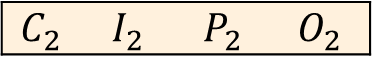 C₂ I₂ P₂ O₂